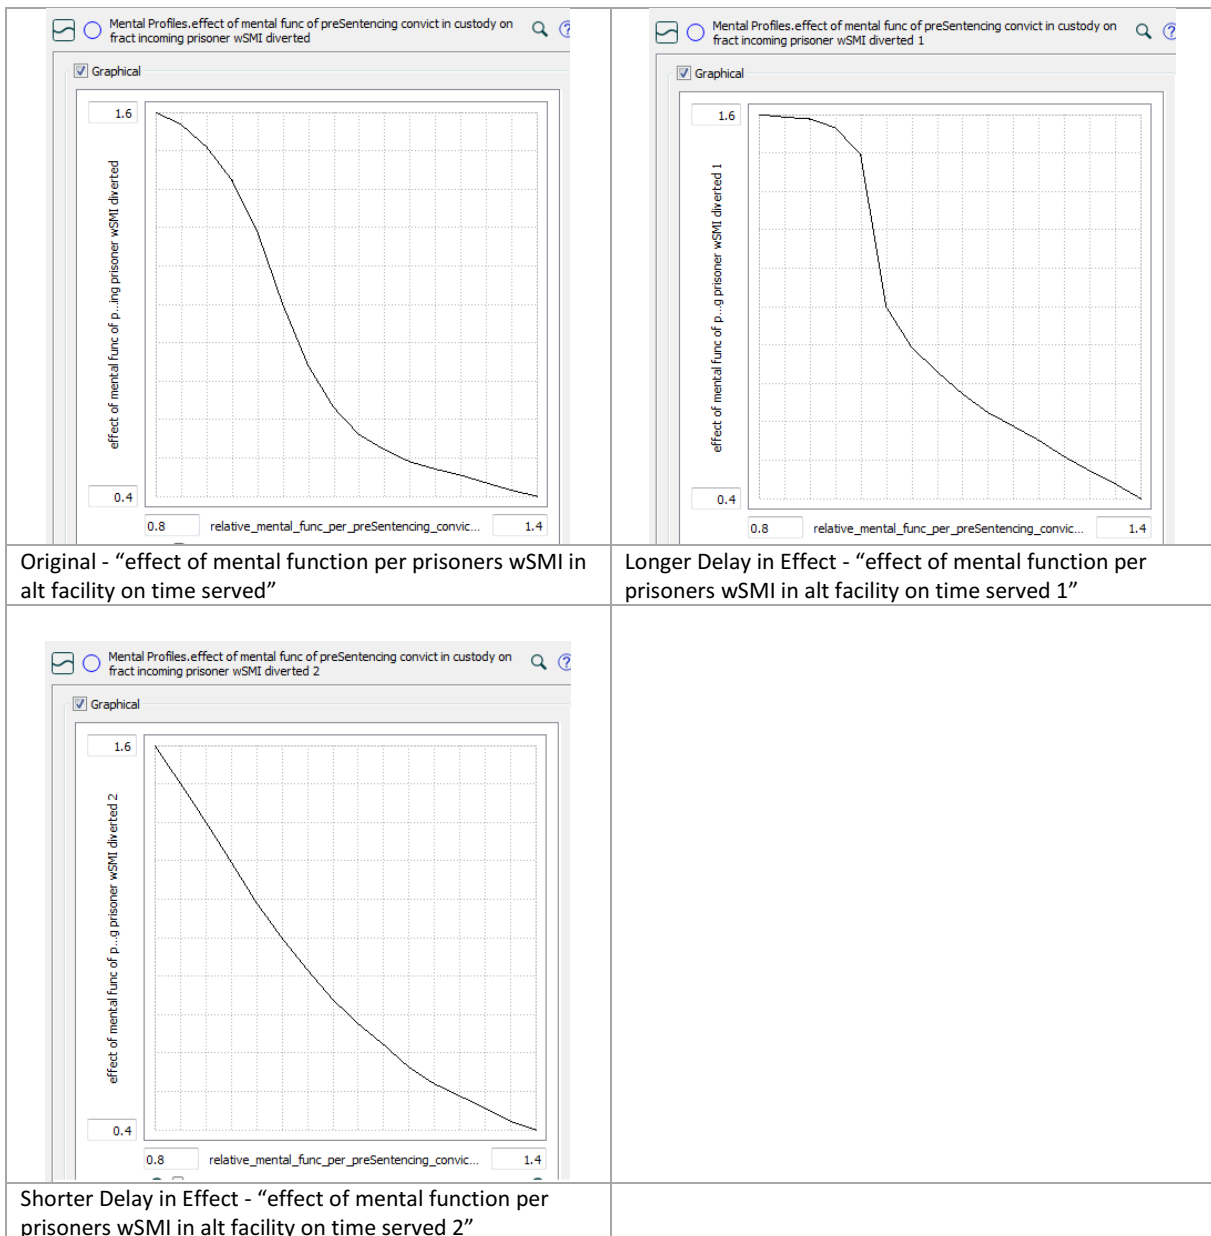 Mental Profiles.effect of mental func of preSentencing convict in custody on
fract incoming prisoner wSMI diverted
Graphical
1.6
effect of mental func of p...ing prisoner wSMI diverted
0.4
0.8
relative_mental_func_per_preSentencing_convic...
1.4
Original - “effect of mental function per prisoners wSMI in
alt facility on time served”
Mental Profiles.effect of mental func of preSentencing convict in custody on
fract incoming prisoner wSMI diverted 1
Graphical
1.6
effect of mental func of p...g prisoner wSMI diverted 1
0.4
0.8
relative_mental_func_per_preSentencing_convic...
1.4
Longer Delay in Effect - “effect of mental function per
prisoners wSMI in alt facility on time served 1”
Mental Profiles.effect of mental func of preSentencing convict in custody on
fract incoming prisoner wSMI diverted 2
Graphical
1.6
effect of mental func of p...g prisoner wSMI diverted 2
0.4
0.8
relative_mental_func_per_preSentencing_convic...
1.4
Shorter Delay in Effect - “effect of mental function per
prisoners wSMI in alt facility on time served 2”